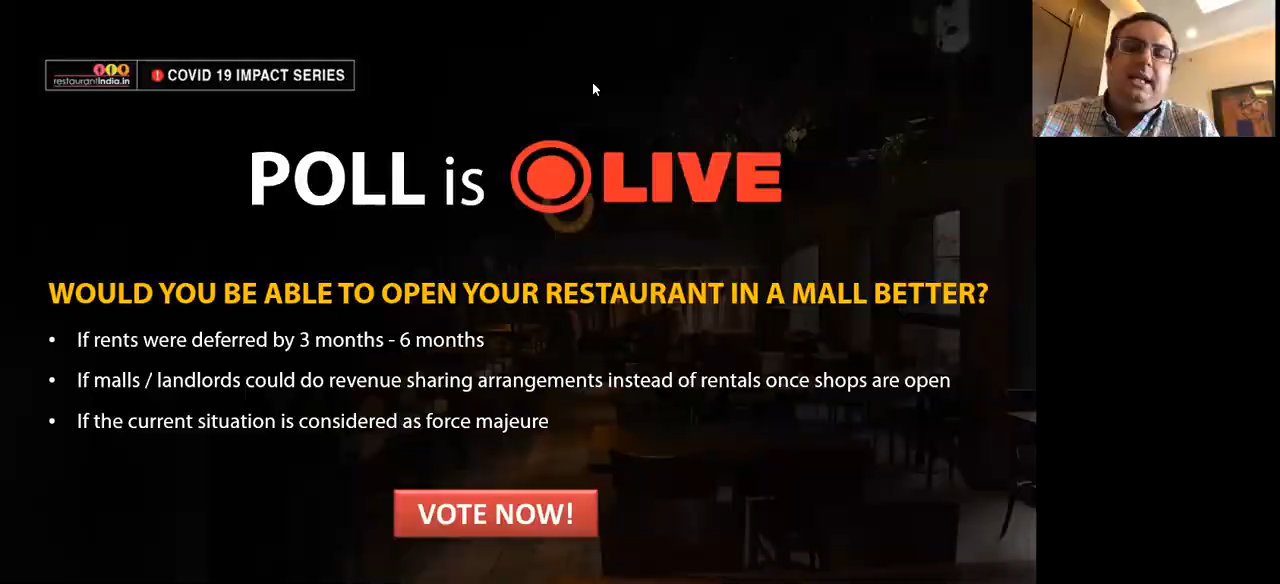 restaurantindia.in
COVID 19 IMPACT SERIES
POLL is LIVE
WOULD YOU BE ABLE TO OPEN YOUR RESTAURANT IN A MALL BETTER?
• If rents were deferred by 3 months - 6 months
• If malls / landlords could do revenue sharing arrangements instead of rentals once shops are open
• If the current situation is considered as force majeure
VOTE NOW!